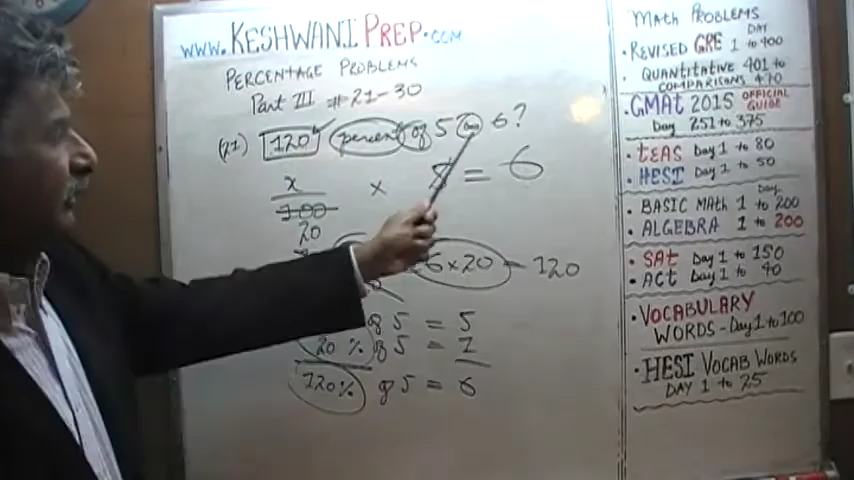 www.KESHWANI PREP.com
PERCENTAGE PROBLEMS
Part III # 21-30
(21) 120 percent of 5 is 6?
x
100 × 5 = 6
20
6×20 = 120
of 5 = 5
20 % of 5 = 1
120% of 5 = 6
MATH PROBLEMS
• REVISED GRE DAY 1 to 400
• QUANTITATIVE 401 to
COMPARISONS 470
• GMAT 2015 OFFICIAL GUIDE
Day 251 to 375
• TEAS Day 1 to 80
• HESI Day 1 to 50
• BASIC MATH Day 1 to 200
• ALGEBRA 1 to 200
• SAT Day 1 to 150
• ACT Day 1 to 40
• VOCABULARY
WORDS - Day 1 to 100
• HESI VOCAB WORDS
DAY 1 to 25